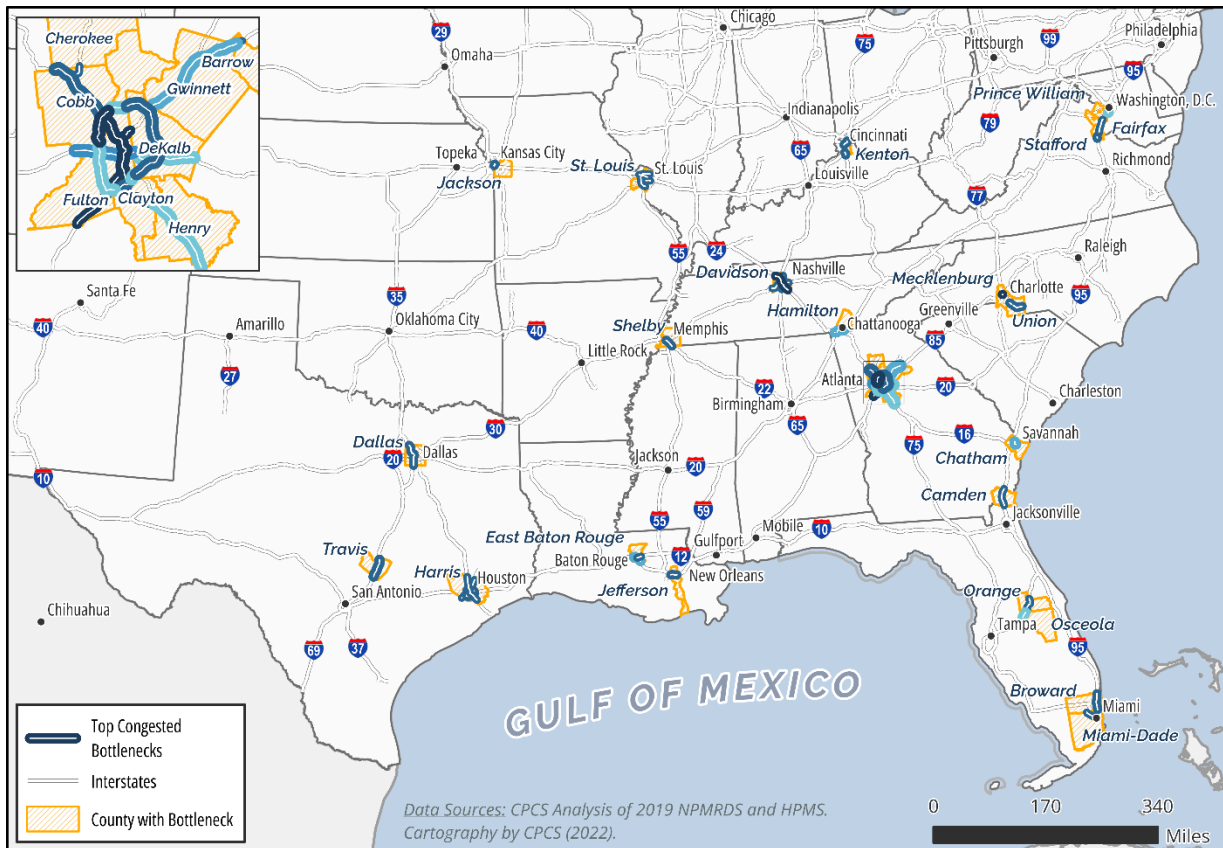 Cherokee
Barrow
Gwinnett
Cobb
DeKalb
Fulton
Clayton
Henry
29
Chicago
75
Pittsburgh
99
Philadelphia
Omaha
95
Prince William
Washington, D.C.
Indianapolis
79
Fairfax
Cincinnati
Stafford
65
Kenton
Topeka
Kansas City
St. Louis
St. Louis
Richmond
Jackson
Louisville
77
55
24
Raleigh
Davidson
Nashville
Mecklenburg
Santa Fe
35
Charlotte
95
Hamilton
Greenville
Union
40
Amarillo
Oklahoma City
40
Shelby
Memphis
Chattanooga
85
Little Rock
27
Atlanta
20
22
Charleston
Birmingham
65
30
16
Savannah
Dallas
Dallas
75
20
Jackson
20
Chatham
10
Camden
59
55
Mobile
10
Jacksonville
East Baton Rouge
Gulfport
Travis
Baton Rouge
12
Harris
Houston
New Orleans
Jefferson
San Antonio
Orange
Chihuahua
Tampa
Osceola
69
37
95
Broward
Miami
Miami-Dade
GULF OF MEXICO
Top Congested
Bottlenecks
Interstates
County with Bottleneck
Data Sources: CPCS Analysis of 2019 NPMRDS and HPMS.
Cartography by CPCS (2022).
0 170 340
Miles